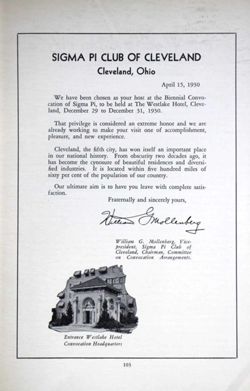 SIGMA PI CLUB OF CLEVELAND
Cleveland, Ohio
April 15, 1930
We have been chosen as your host at the Biennial Convo-
cation of Sigma Pi, to be held at The Westlake Hotel, Cleve-
land, December 29 to December 31, 1930.
That privilege is considered an extreme honor and we are
already working to make your visit one of accomplishment,
pleasure, and new experience.
Cleveland, the fifth city, has won itself an important place
in our national history. From obscurity two decades ago, it
has become the cynosure of beautiful residences and diversi-
fied industries. It is located within five hundred miles of
sixty per cent of the population of our country.
Our ultimate aim is to have you leave with complete satis-
faction.
Fraternally and sincerely yours,
William G Mollenberg
William G. Mollenberg, Vice-
president, Sigma Pi Club of
Cleveland, Chairman, Committee
on Convocation Arrangements.
Entrance Westlake Hotel
Convocation Headquarters
103